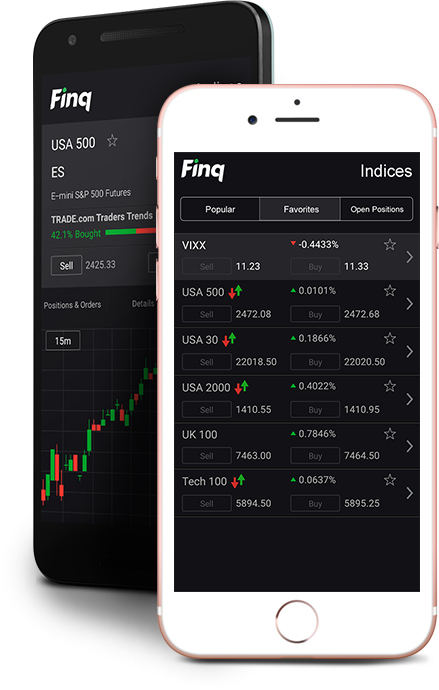 Finq
USA 500
ES
E-mini S&P 500 Futures
TRADE.com Traders Trends
42.1% Bought
Sell 2425.33
Positions & Orders Details
15m
Finq Indices
Popular Favorites Open Positions
VIXX -0.4433%
Sell 11.23 Buy 11.33
USA 500 0.0101%
Sell 2472.08 Buy 2472.68
USA 30 0.1866%
Sell 22018.50 Buy 22020.50
USA 2000 0.4022%
Sell 1410.55 Buy 1410.95
UK 100 0.7846%
Sell 7463.00 Buy 7464.50
Tech 100 0.0637%
Sell 5894.50 Buy 5895.25